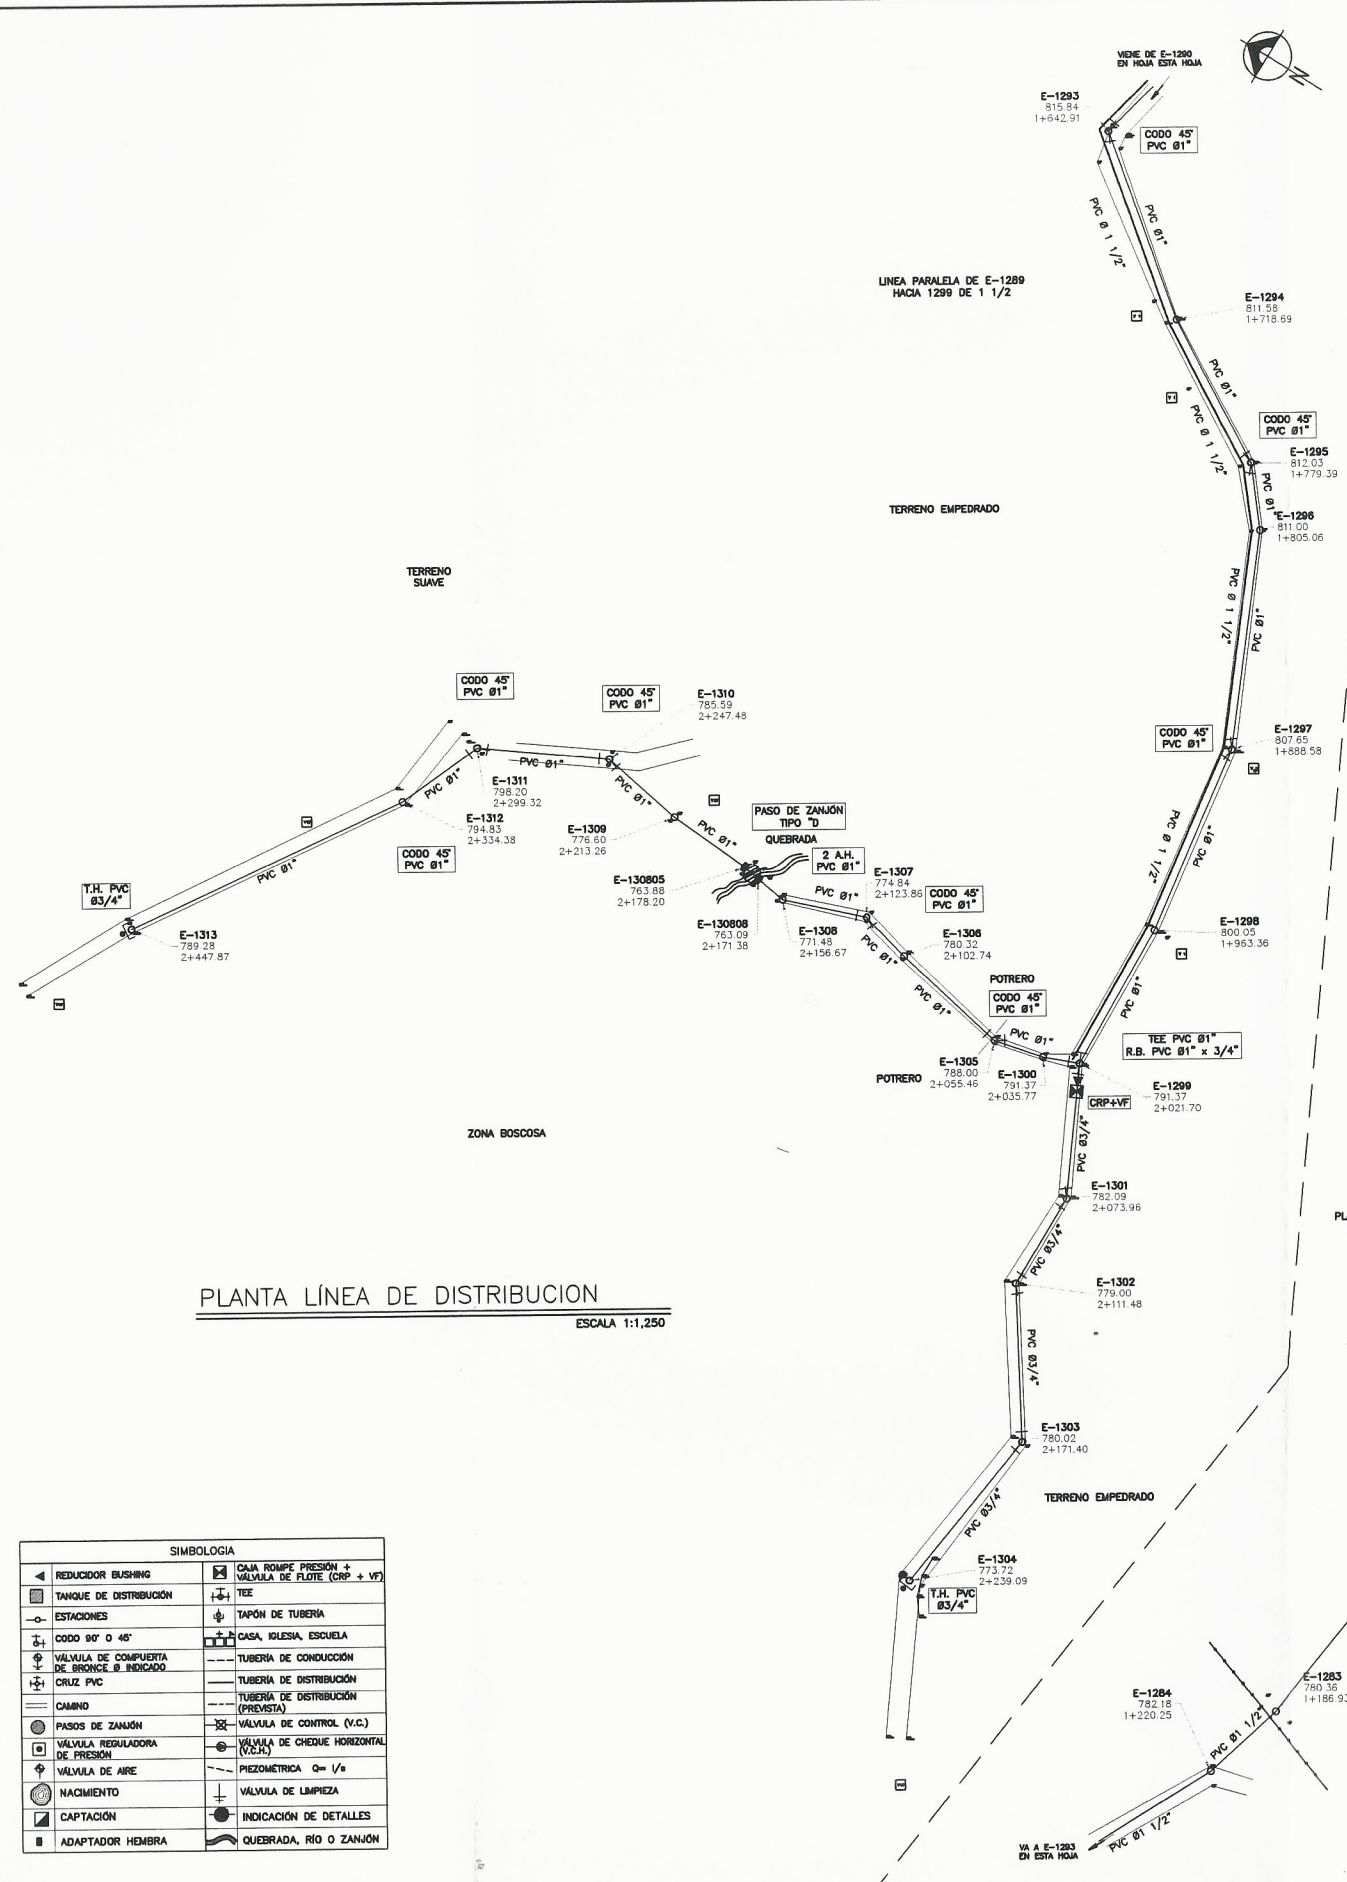 VIENE DE E-1290
EN HOJA ESTA HOJA
N
E-1293
815.84
1+642.91
CODO 45°
PVC Ø1"
PVC Ø1"
PVC Ø 1 1/2"
LINEA PARALELA DE E-1289
HACIA 1299 DE 1 1/2
E-1294
811.58
1+718.69
PVC Ø1"
PVC Ø 1 1/2"
CODO 45°
PVC Ø1"
E-1295
812.03
1+779.39
PVC Ø1"
E-1296
811.00
1+805.06
TERRENO EMPEDRADO
TERRENO
SUAVE
PVC Ø 1 1/2"
PVC Ø1"
CODO 45°
PVC Ø1"
CODO 45°
PVC Ø1"
E-1310
785.59
2+247.48
CODO 45°
PVC Ø1"
E-1297
807.65
1+888.58
PVC Ø1"
PVC Ø1"
E-1311
798.20
2+299.32
PVC Ø1"
E-1312
794.83
2+334.38
CODO 45°
PVC Ø1"
E-1309
776.60
2+213.26
PVC Ø1"
PASO DE ZANJÓN
TIPO "D
QUEBRADA
2 A.H.
PVC Ø1"
PVC Ø 1 1/2"
PVC Ø1"
PVC Ø1"
T.H. PVC
Ø3/4"
E-1313
789.28
2+447.87
E-130805
763.88
2+178.20
E-1307
774.84
2+123.86
CODO 45°
PVC Ø1"
PVC Ø1"
E-130808
763.09
2+171.38
E-1308
771.48
2+156.67
PVC Ø1"
E-1306
780.32
2+102.74
E-1298
800.05
1+963.36
PVC Ø1"
POTRERO
CODO 45°
PVC Ø1"
PVC Ø1"
PVC Ø1"
TEE PVC Ø1"
R.B. PVC Ø1" x 3/4"
POTRERO
E-1305
788.00
2+055.46
E-1300
791.37
2+035.77
E-1299
791.37
2+021.70
CRP+VF
ZONA BOSCOSA
PVC Ø3/4"
E-1301
782.09
2+073.96
PL
PVC Ø3/4"
E-1302
779.00
2+111.48
PLANTA LÍNEA DE DISTRIBUCION
ESCALA 1:1,250
PVC Ø3/4"
E-1303
780.02
2+171.40
TERRENO EMPEDRADO
PVC Ø3/4"
E-1304
773.72
2+239.09
T.H. PVC
Ø3/4"
E-1283
780.36
1+186.93
E-1284
782.18
1+220.25
PVC Ø1 1/2"
PVC Ø1 1/2"
VA A E-1293
EN ESTA HOJA
SIMBOLOGIA
REDUCIDOR BUSHING
CAJA ROMPE PRESIÓN +
VÁLVULA DE FLOTE (CRP + VF)
TANQUE DE DISTRIBUCIÓN
TEE
ESTACIONES
TAPÓN DE TUBERÍA
CODO 90° O 45°
CASA, IGLESIA, ESCUELA
VÁLVULA DE COMPUERTA
DE BRONCE Ø INDICADO
TUBERÍA DE CONDUCCIÓN
CRUZ PVC
TUBERÍA DE DISTRIBUCIÓN
CAMINO
TUBERÍA DE DISTRIBUCIÓN
(PREVISTA)
PASOS DE ZANJÓN
VÁLVULA DE CONTROL (V.C.)
VÁLVULA REGULADORA
DE PRESIÓN
VÁLVULA DE CHEQUE HORIZONTAL
(V.C.H.)
VÁLVULA DE AIRE
PIEZOMÉTRICA Q= l/s
NACIMIENTO
VÁLVULA DE LIMPIEZA
CAPTACIÓN
INDICACIÓN DE DETALLES
ADAPTADOR HEMBRA
QUEBRADA, RÍO O ZANJÓN